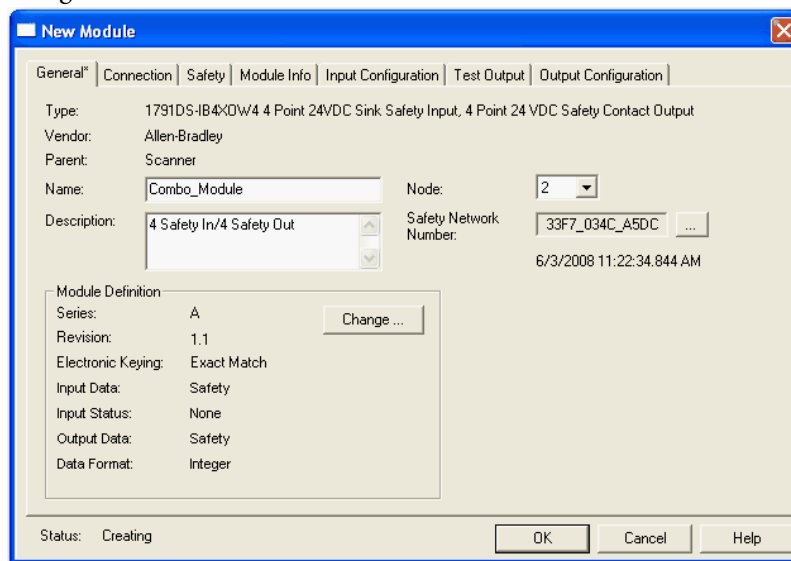 New Module
General* Connection Safety Module Info Input Configuration Test Output Output Configuration
Type: 1791DS-IB4XOW4 4 Point 24VDC Sink Safety Input, 4 Point 24 VDC Safety Contact Output
Vendor: Allen-Bradley
Parent: Scanner
Name: Combo_Module Node: 2
Description: 4 Safety In/4 Safety Out Safety Network Number: 33F7_034C_A5DC ...
6/3/2008 11:22:34.844 AM
Module Definition
Series: A Change ...
Revision: 1.1
Electronic Keying: Exact Match
Input Data: Safety
Input Status: None
Output Data: Safety
Data Format: Integer
Status: Creating OK Cancel Help